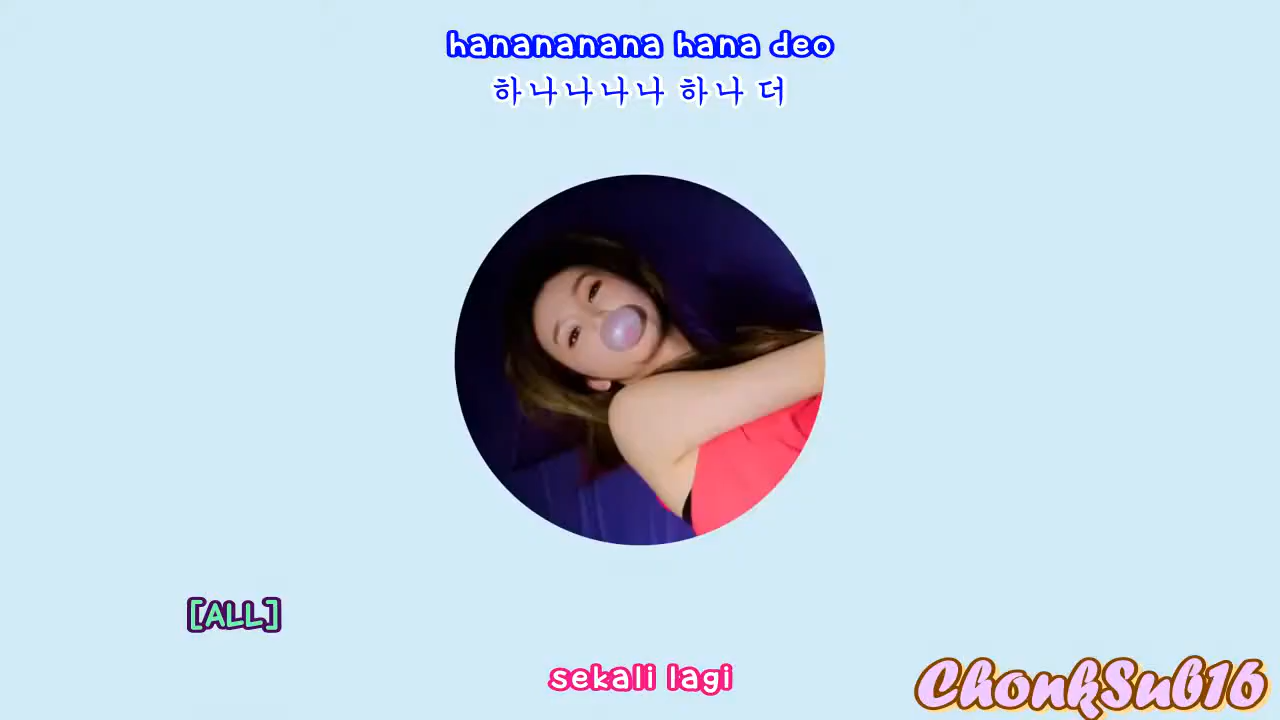 hanananana hana deo
하나나나나 하나 더
[ALL]
sekali lagi
ChonkSub16